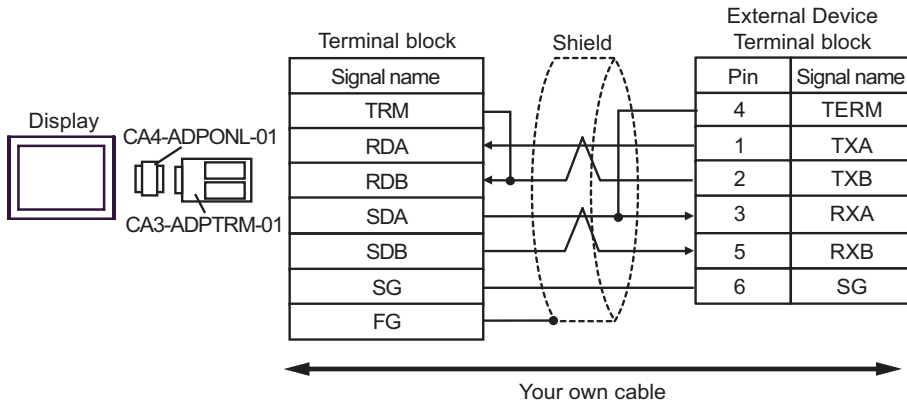 Display
CA4-ADPONL-01
CA3-ADPTRM-01
Terminal block
Signal name
TRM
RDA
RDB
SDA
SDB
SG
FG
Shield
External Device
Terminal block
Pin Signal name
4 TERM
1 TXA
2 TXB
3 RXA
5 RXB
6 SG
Your own cable